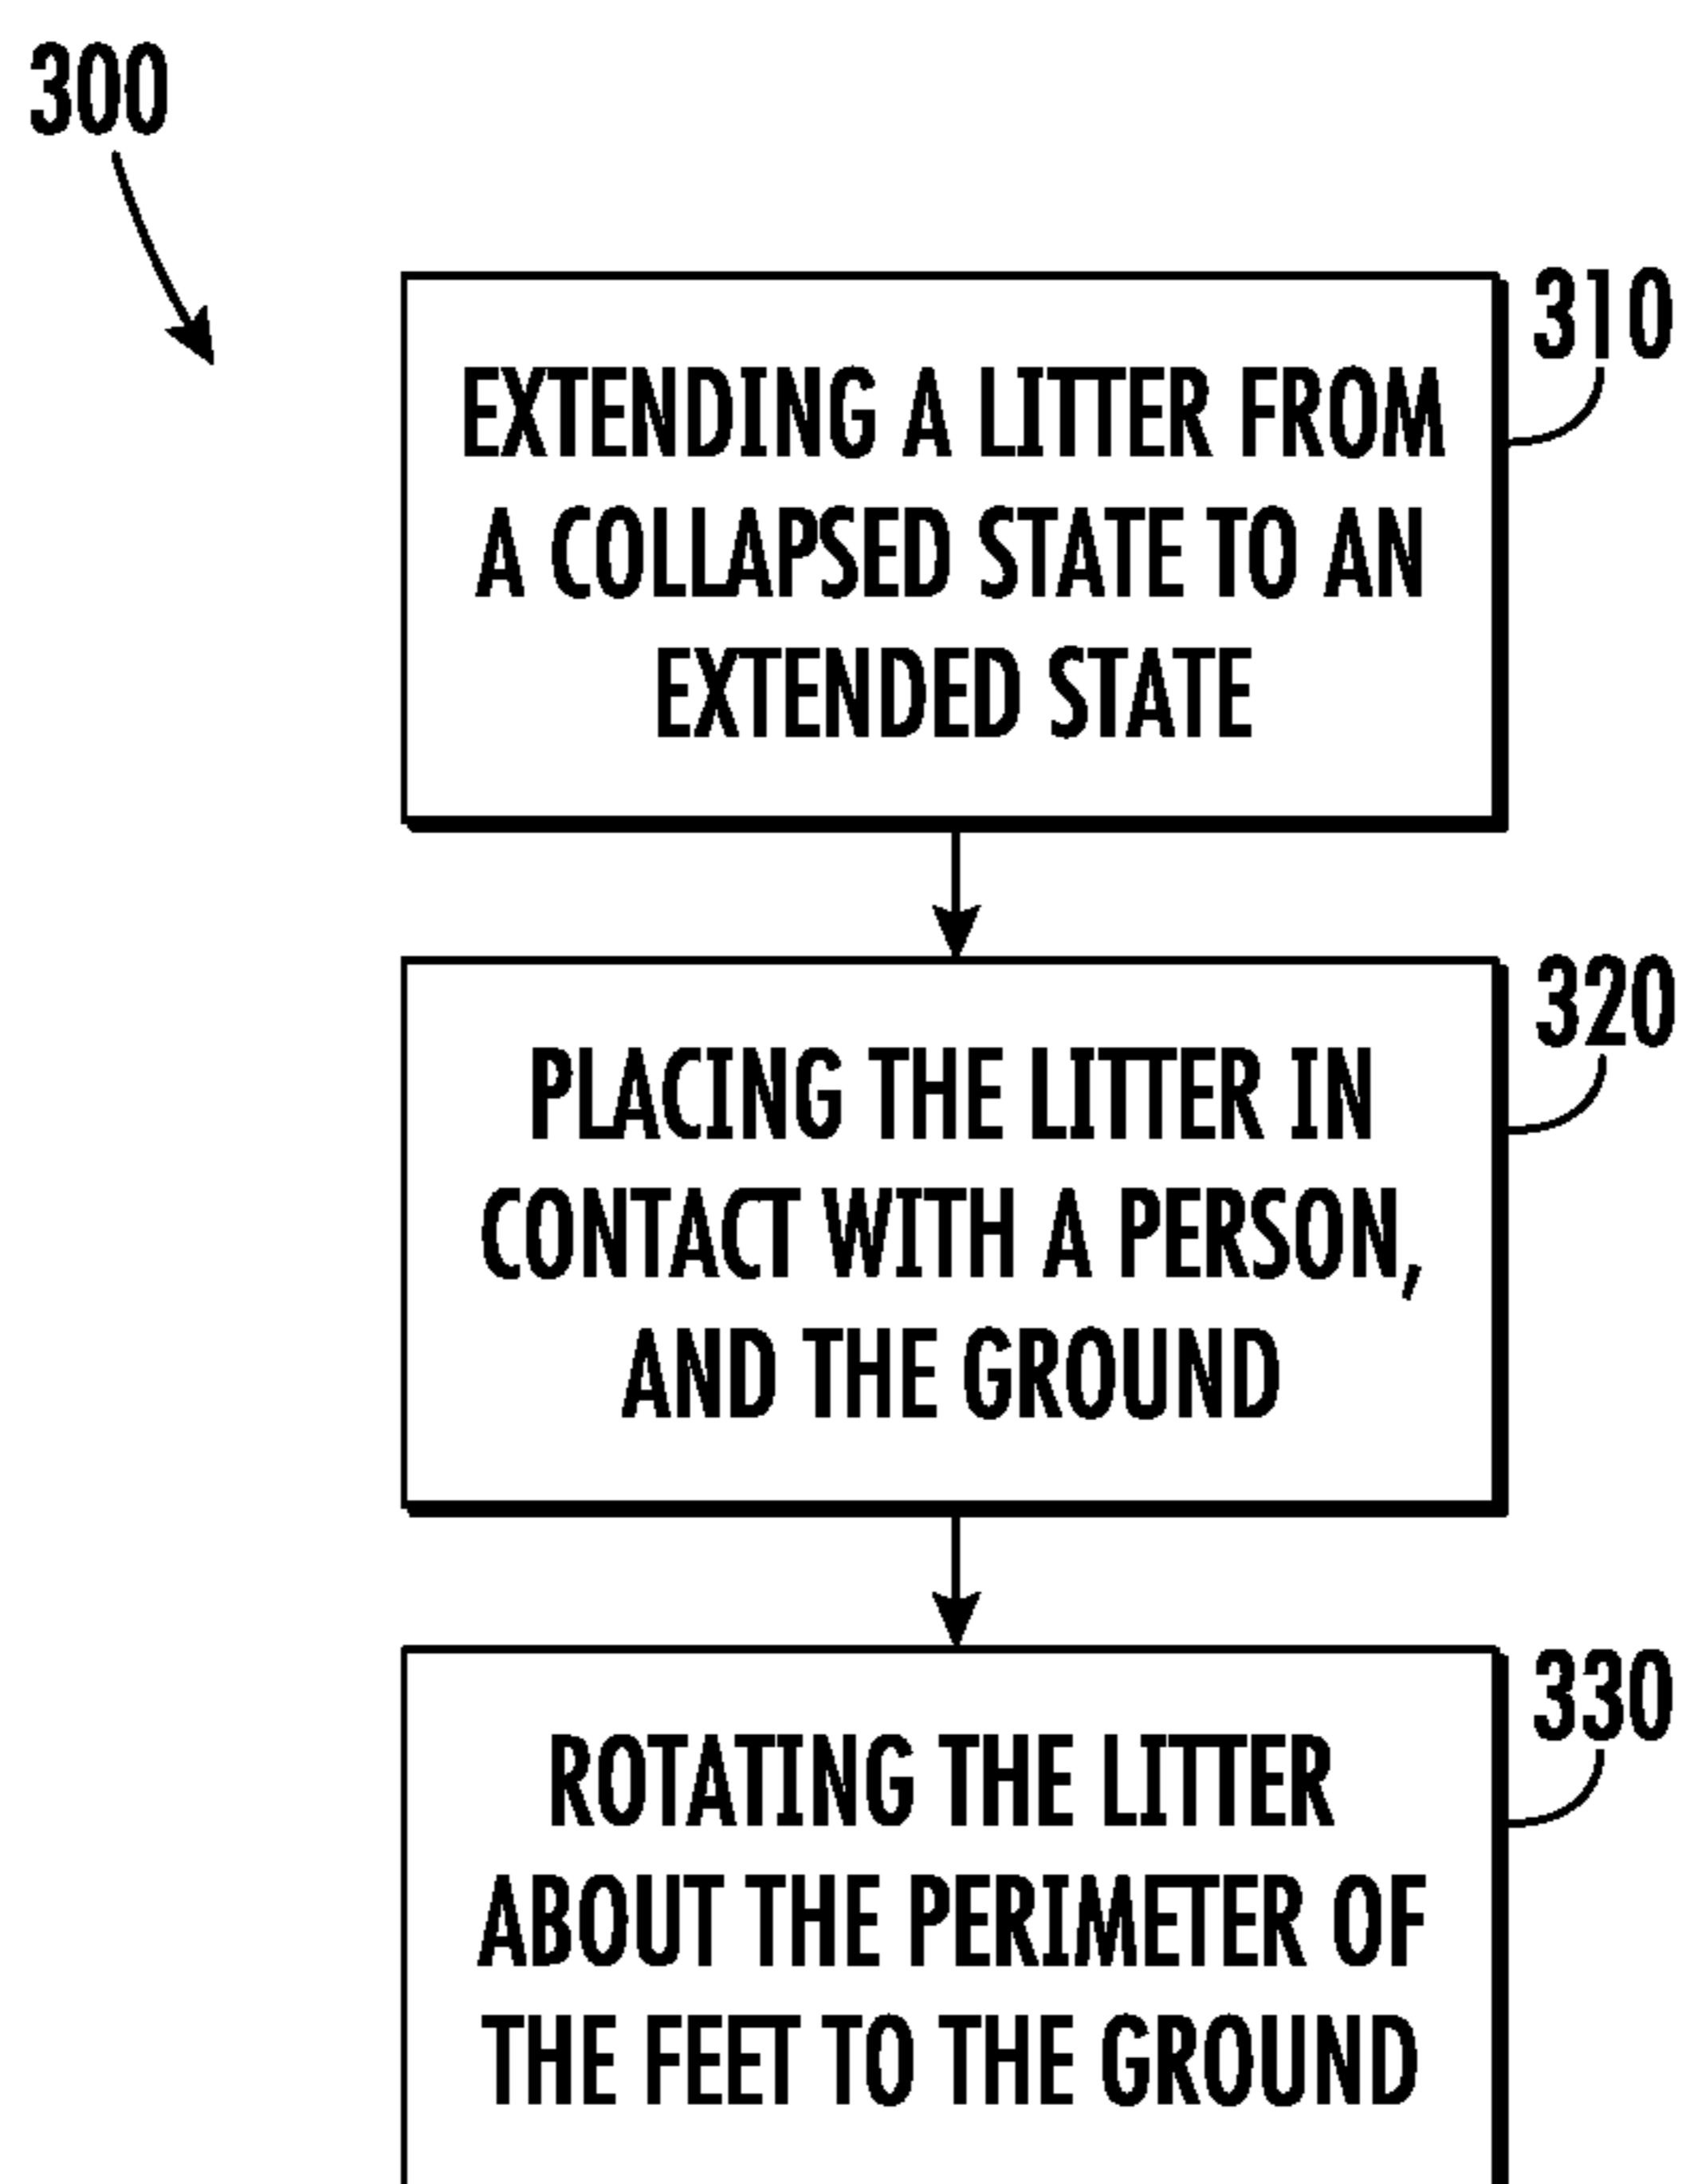 300
310
EXTENDING A LITTER FROM
A COLLAPSED STATE TO AN
EXTENDED STATE
320
PLACING THE LITTER IN
CONTACT WITH A PERSON,
AND THE GROUND
330
ROTATING THE LITTER
ABOUT THE PERIMETER OF
THE FEET TO THE GROUND